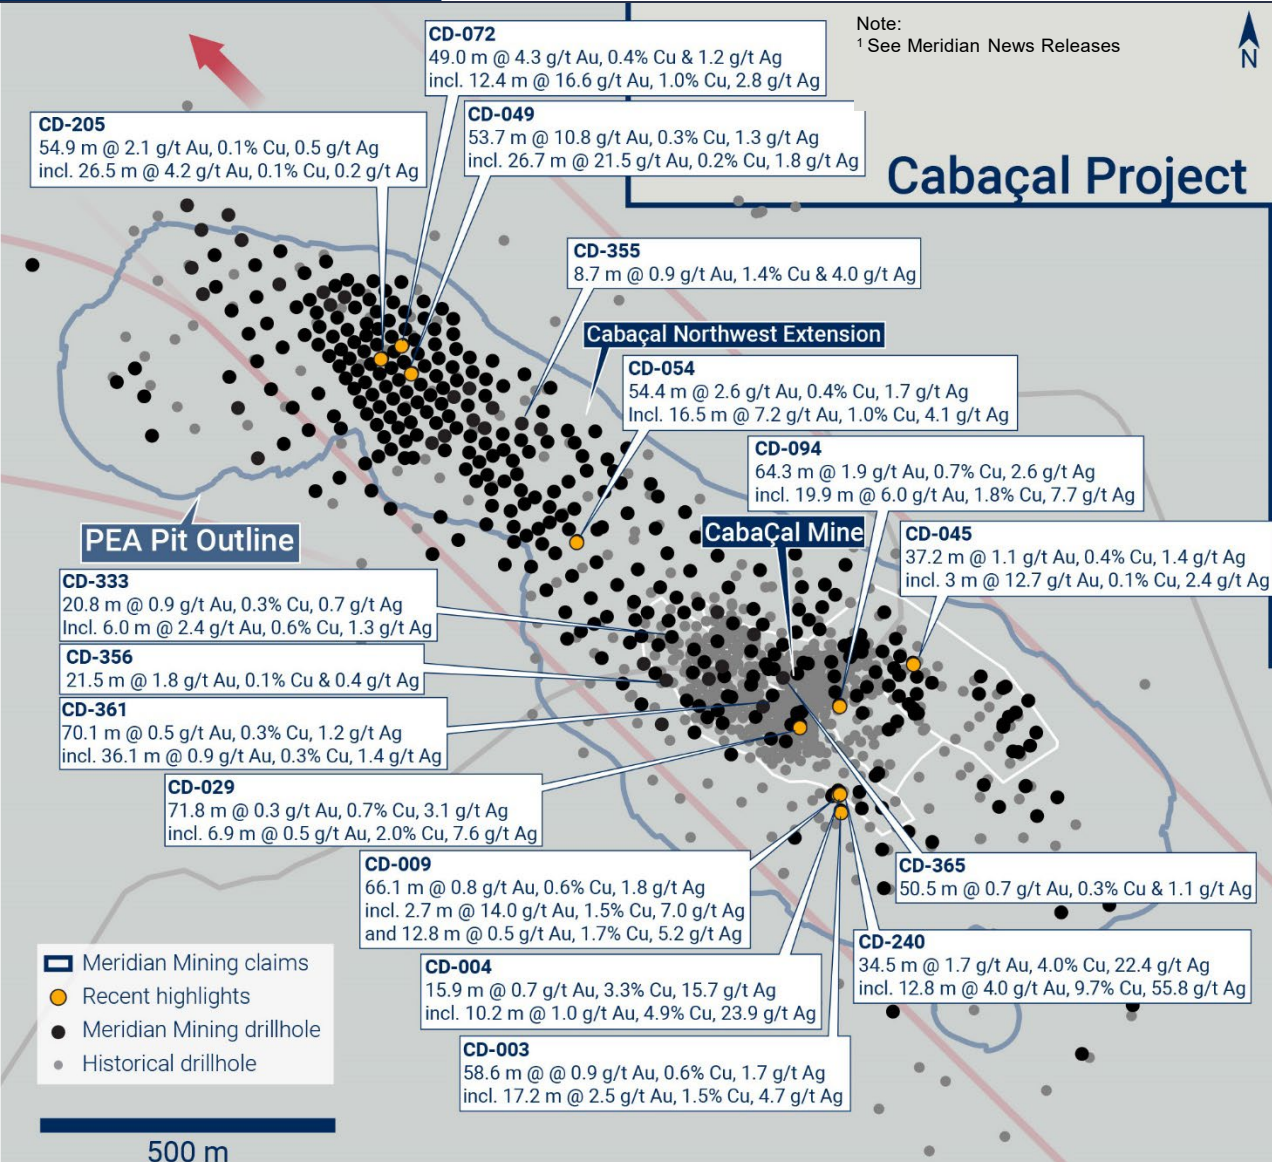 Note:
¹ See Meridian News Releases
N
Cabaçal Project
CD-072
49.0 m @ 4.3 g/t Au, 0.4% Cu & 1.2 g/t Ag
incl. 12.4 m @ 16.6 g/t Au, 1.0% Cu, 2.8 g/t Ag
CD-049
53.7 m @ 10.8 g/t Au, 0.3% Cu, 1.3 g/t Ag
incl. 26.7 m @ 21.5 g/t Au, 0.2% Cu, 1.8 g/t Ag
CD-205
54.9 m @ 2.1 g/t Au, 0.1% Cu, 0.5 g/t Ag
incl. 26.5 m @ 4.2 g/t Au, 0.1% Cu, 0.2 g/t Ag
CD-355
8.7 m @ 0.9 g/t Au, 1.4% Cu & 4.0 g/t Ag
Cabaçal Northwest Extension
CD-054
54.4 m @ 2.6 g/t Au, 0.4% Cu, 1.7 g/t Ag
Incl. 16.5 m @ 7.2 g/t Au, 1.0% Cu, 4.1 g/t Ag
CD-094
64.3 m @ 1.9 g/t Au, 0.7% Cu, 2.6 g/t Ag
incl. 19.9 m @ 6.0 g/t Au, 1.8% Cu, 7.7 g/t Ag
CabaÇal Mine
CD-045
37.2 m @ 1.1 g/t Au, 0.4% Cu, 1.4 g/t Ag
incl. 3 m @ 12.7 g/t Au, 0.1% Cu, 2.4 g/t Ag
PEA Pit Outline
CD-333
20.8 m @ 0.9 g/t Au, 0.3% Cu, 0.7 g/t Ag
Incl. 6.0 m @ 2.4 g/t Au, 0.6% Cu, 1.3 g/t Ag
CD-356
21.5 m @ 1.8 g/t Au, 0.1% Cu & 0.4 g/t Ag
CD-361
70.1 m @ 0.5 g/t Au, 0.3% Cu, 1.2 g/t Ag
incl. 36.1 m @ 0.9 g/t Au, 0.3% Cu, 1.4 g/t Ag
CD-029
71.8 m @ 0.3 g/t Au, 0.7% Cu, 3.1 g/t Ag
incl. 6.9 m @ 0.5 g/t Au, 2.0% Cu, 7.6 g/t Ag
CD-009
66.1 m @ 0.8 g/t Au, 0.6% Cu, 1.8 g/t Ag
incl. 2.7 m @ 14.0 g/t Au, 1.5% Cu, 7.0 g/t Ag
and 12.8 m @ 0.5 g/t Au, 1.7% Cu, 5.2 g/t Ag
CD-365
50.5 m @ 0.7 g/t Au, 0.3% Cu & 1.1 g/t Ag
CD-240
34.5 m @ 1.7 g/t Au, 4.0% Cu, 22.4 g/t Ag
incl. 12.8 m @ 4.0 g/t Au, 9.7% Cu, 55.8 g/t Ag
CD-004
15.9 m @ 0.7 g/t Au, 3.3% Cu, 15.7 g/t Ag
incl. 10.2 m @ 1.0 g/t Au, 4.9% Cu, 23.9 g/t Ag
CD-003
58.6 m @ @ 0.9 g/t Au, 0.6% Cu, 1.7 g/t Ag
incl. 17.2 m @ 2.5 g/t Au, 1.5% Cu, 4.7 g/t Ag
Meridian Mining claims
Recent highlights
Meridian Mining drillhole
Historical drillhole
500 m